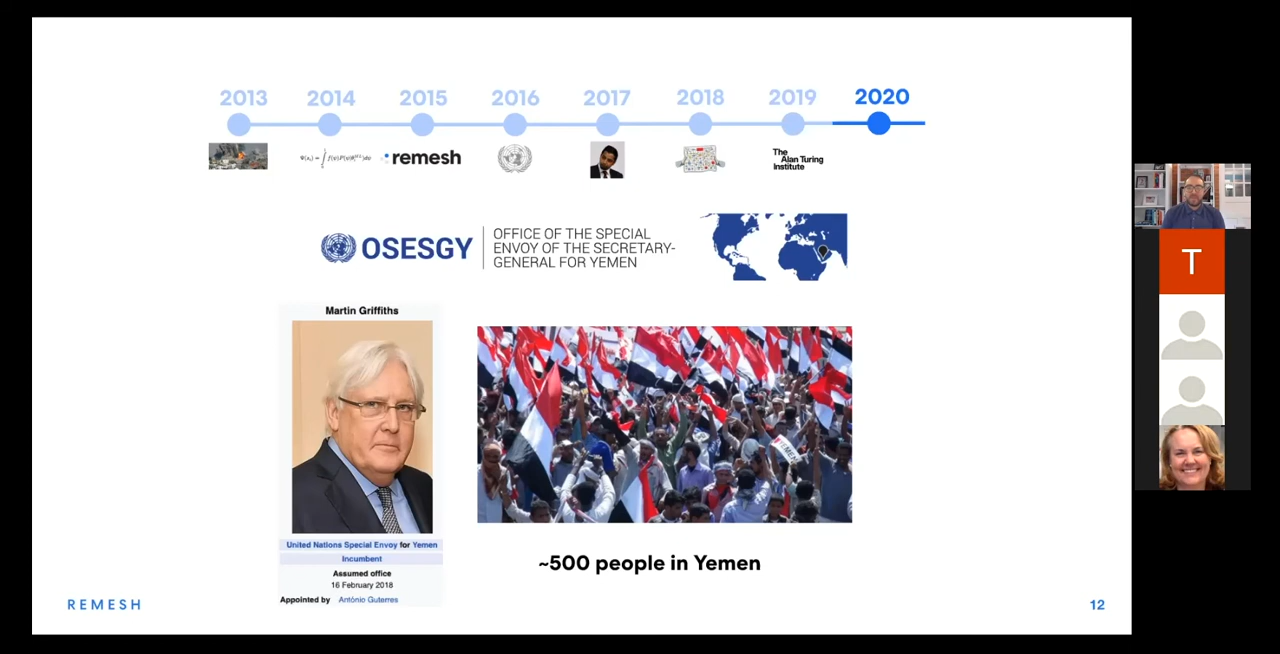 2013 2014 2015 2016 2017 2018 2019 2020
remesh
The
Alan Turing
Institute
OSESGY
OFFICE OF THE SPECIAL
ENVOY OF THE SECRETARY-
GENERAL FOR YEMEN
Martin Griffiths
United Nations Special Envoy for Yemen
Incumbent
Assumed office
16 February 2018
Appointed by António Guterres
YEMEN
~500 people in Yemen
REMESH
12
T